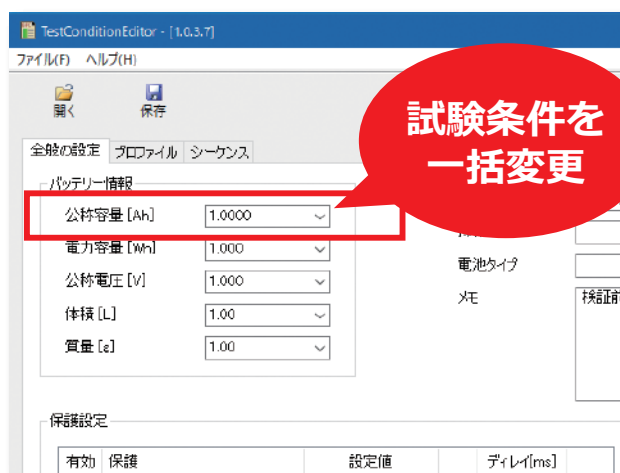 TestConditionEditor - [1.0.3.7]
ファイル(F) ヘルプ(H)
開く 保存
試験条件を
一括変更
全般の設定 プロファイル シーケンス
バッテリー情報
公称容量 [Ah] 1.0000
電力容量 [Wh] 1.000
公称電圧 [V] 1.000
電池タイプ
体積 [L] 1.00
メモ 検証前
質量 [g] 1.00
保護設定
有効 保護 設定値 ディレイ[ms]